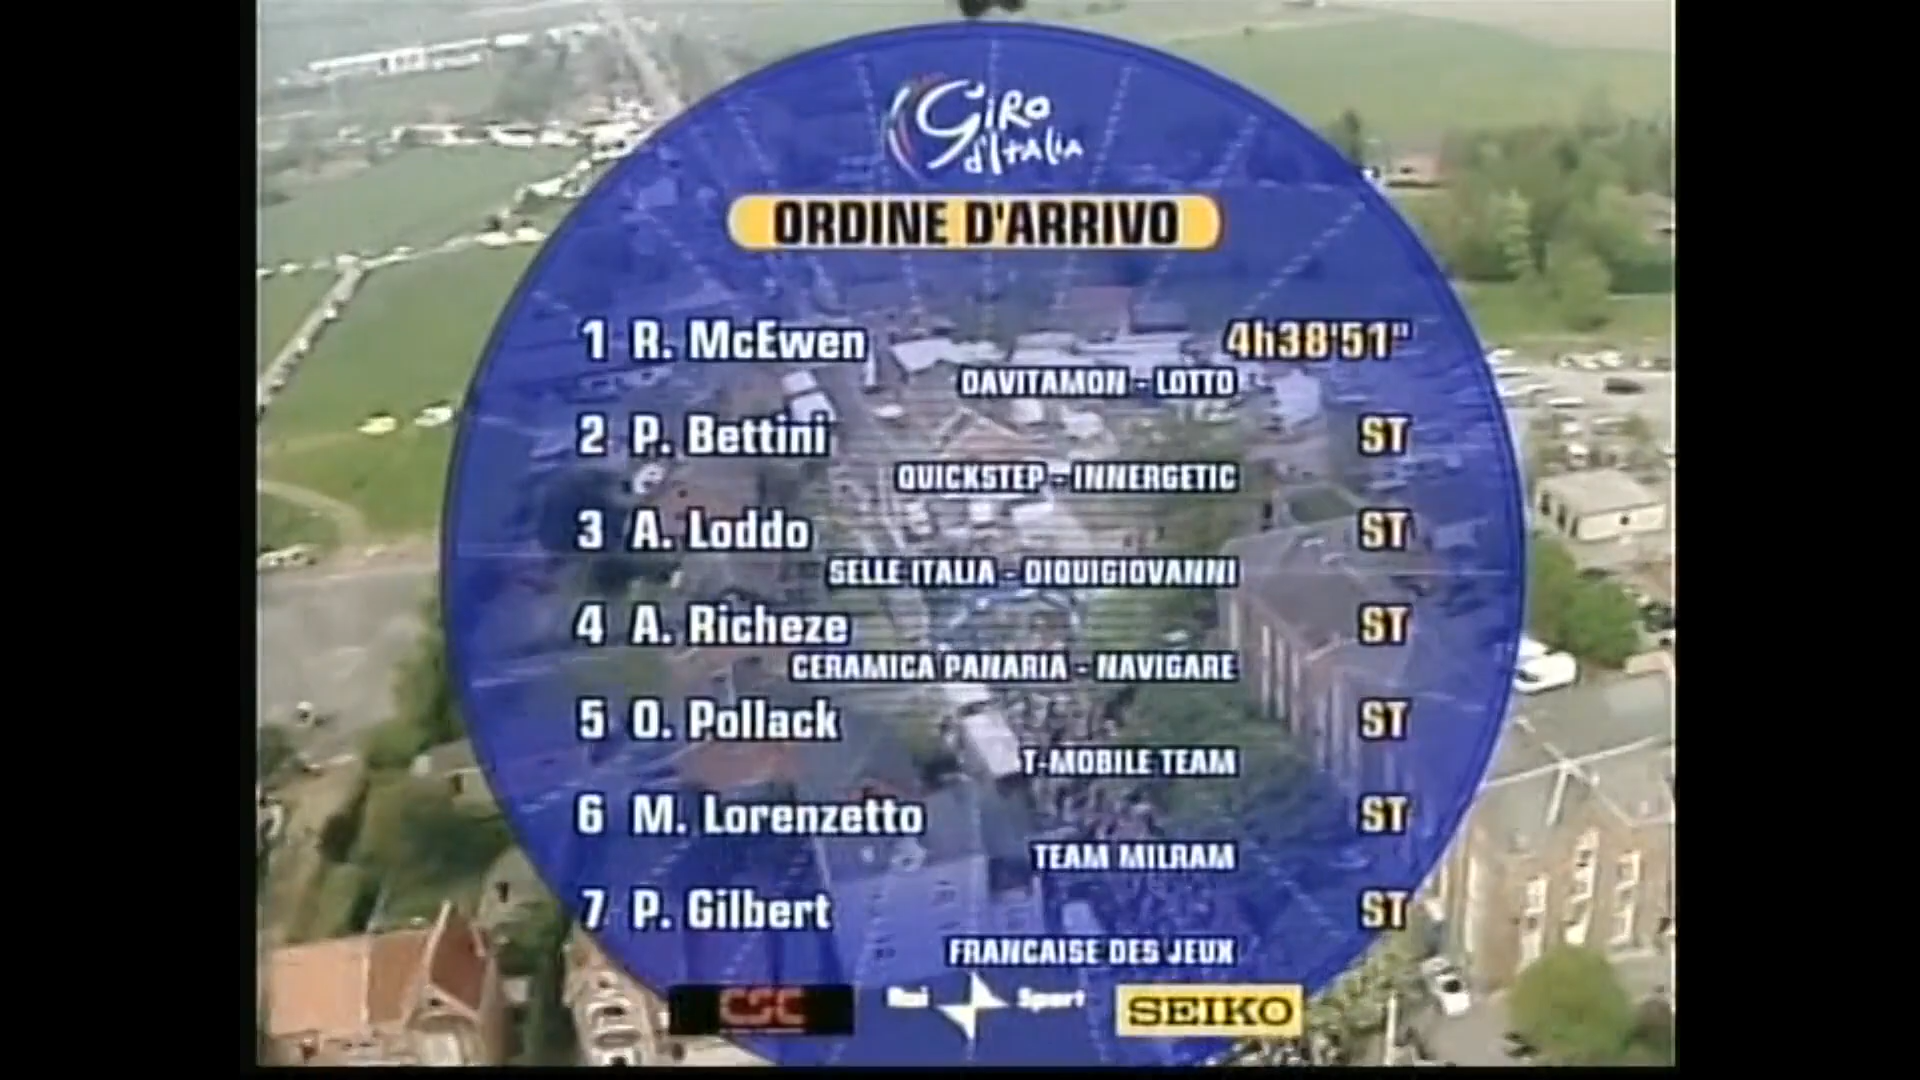 GiRO
d'ITALIA
ORDINE D'ARRIVO
1 R. McEwen 4h38'51"
DAVITAMON - LOTTO
2 P. Bettini ST
QUICKSTEP - INNERGETIC
3 A. Loddo ST
SELLE ITALIA - DIQUIGIOVANNI
4 A. Richeze ST
CERAMICA PANARIA - NAVIGARE
5 O. Pollack ST
T-MOBILE TEAM
6 M. Lorenzetto ST
TEAM MILRAM
7 P. Gilbert ST
FRANCAISE DES JEUX
CSC Rai Sport SEIKO